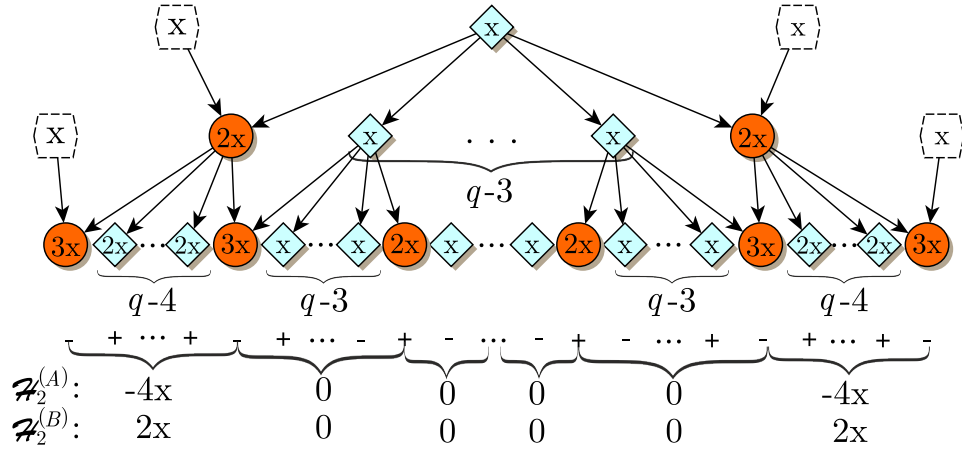 x x x
x 2x x . . . x 2x x
q-3
3x 2x ... 2x 3x x ... x 2x x ... x 2x x ... x 3x 2x ... 2x 3x
q-4 q-3 q-3 q-4
- + ... + - + ... - + - ... - + - ... + - + ... + -
ℋ₂⁽ᴬ⁾: -4x 0 0 0 0 -4x
ℋ₂⁽ᴮ⁾: 2x 0 0 0 0 2x